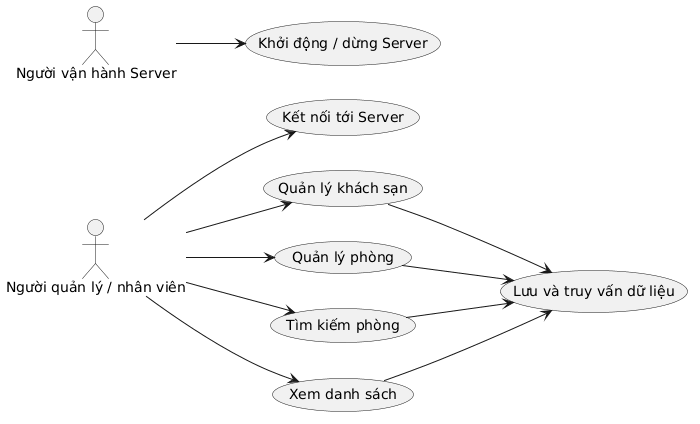 Khởi động / dừng Server
Người vận hành Server
Kết nối tới Server
Quản lý khách sạn
Quản lý phòng
Người quản lý / nhân viên
Lưu và truy vấn dữ liệu
Tìm kiếm phòng
Xem danh sách